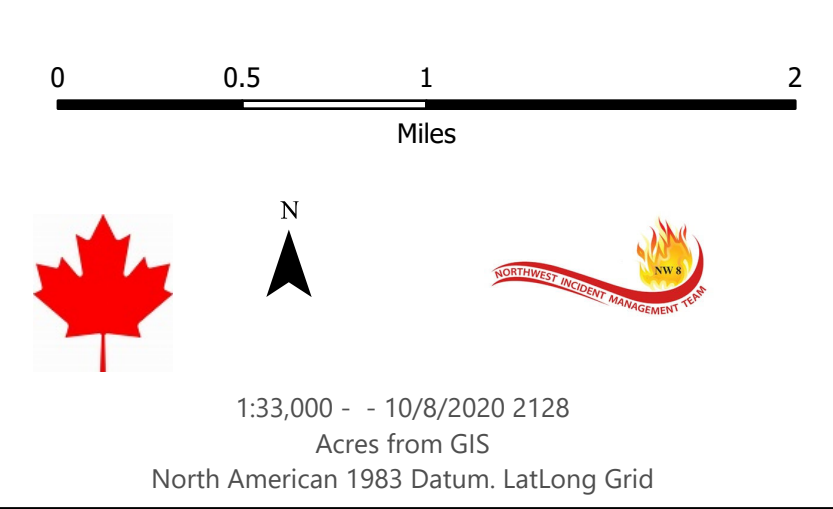 0 0.5 1 2
Miles
N
NW 8
NORTHWEST INCIDENT MANAGEMENT TEAM
1:33,000 - - 10/8/2020 2128
Acres from GIS
North American 1983 Datum. LatLong Grid